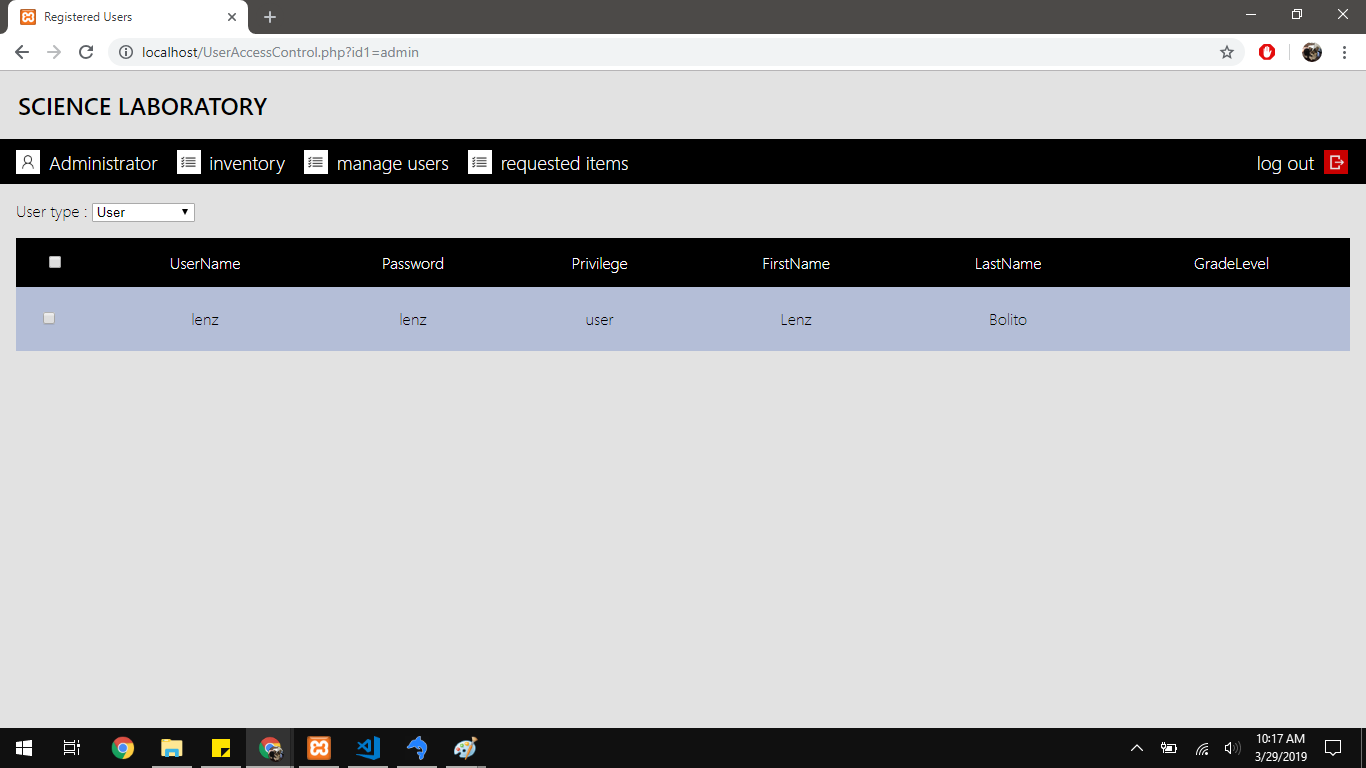 Registered Users
localhost/UserAccessControl.php?id1=admin
SCIENCE LABORATORY
Administrator inventory manage users requested items log out
User type : User
UserName Password Privilege FirstName LastName GradeLevel
lenz lenz user Lenz Bolito
10:17 AM
3/29/2019